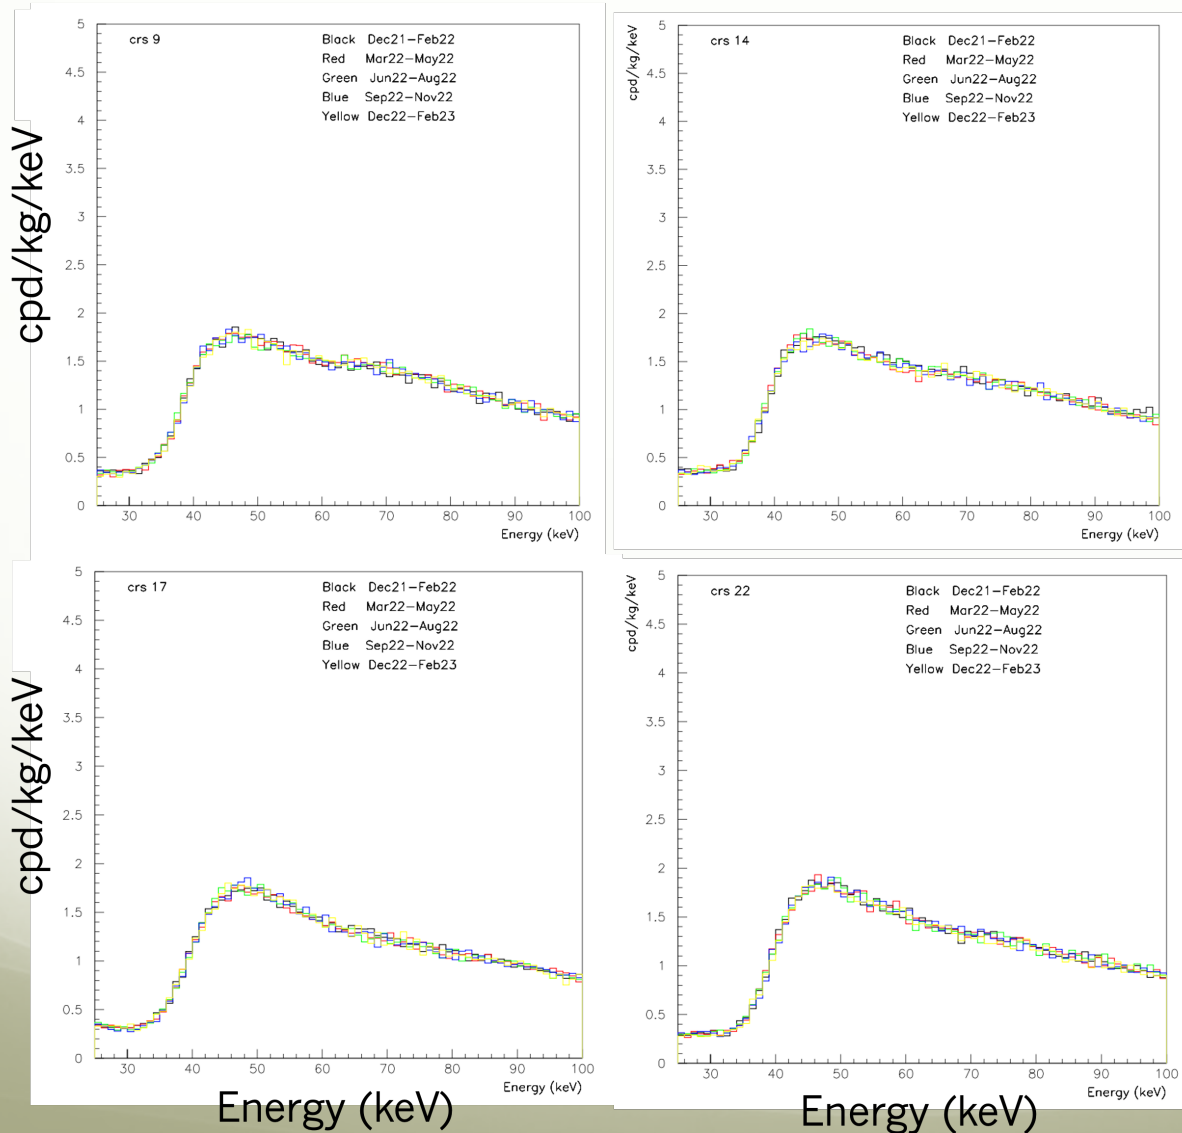 crs 9
Black Dec21-Feb22
Red Mar22-May22
Green Jun22-Aug22
Blue Sep22-Nov22
Yellow Dec22-Feb23
cpd/kg/keV
5
4.5
4
3.5
3
2.5
2
1.5
1
0.5
0
30 40 50 60 70 80 90 100
Energy (keV)
crs 14
Black Dec21-Feb22
Red Mar22-May22
Green Jun22-Aug22
Blue Sep22-Nov22
Yellow Dec22-Feb23
cpd/kg/keV
5
4.5
4
3.5
3
2.5
2
1.5
1
0.5
0
30 40 50 60 70 80 90 100
Energy (keV)
crs 17
Black Dec21-Feb22
Red Mar22-May22
Green Jun22-Aug22
Blue Sep22-Nov22
Yellow Dec22-Feb23
cpd/kg/keV
5
4.5
4
3.5
3
2.5
2
1.5
1
0.5
0
30 40 50 60 70 80 90 100
Energy (keV)
Energy (keV)
crs 22
Black Dec21-Feb22
Red Mar22-May22
Green Jun22-Aug22
Blue Sep22-Nov22
Yellow Dec22-Feb23
cpd/kg/keV
5
4.5
4
3.5
3
2.5
2
1.5
1
0.5
0
30 40 50 60 70 80 90 100
Energy (keV)
Energy (keV)